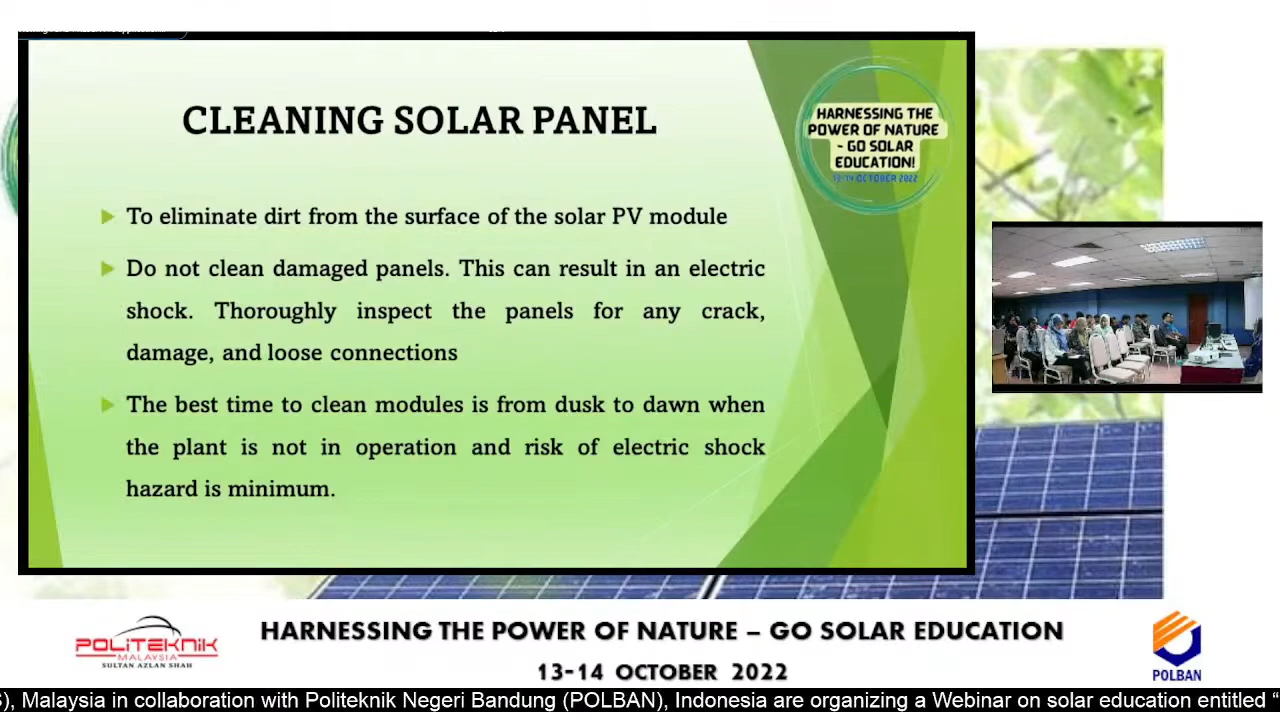 CLEANING SOLAR PANEL
HARNESSING THE
POWER OF NATURE
- GO SOLAR
EDUCATION!
13-14 OCTOBER 2022
To eliminate dirt from the surface of the solar PV module
Do not clean damaged panels. This can result in an electric
shock. Thoroughly inspect the panels for any crack,
damage, and loose connections
The best time to clean modules is from dusk to dawn when
the plant is not in operation and risk of electric shock
hazard is minimum.
POLITEKNIK
MALAYSIA
SULTAN AZLAN SHAH
HARNESSING THE POWER OF NATURE – GO SOLAR EDUCATION
13-14 OCTOBER 2022
POLBAN
), Malaysia in collaboration with Politeknik Negeri Bandung (POLBAN), Indonesia are organizing a Webinar on solar education entitled “